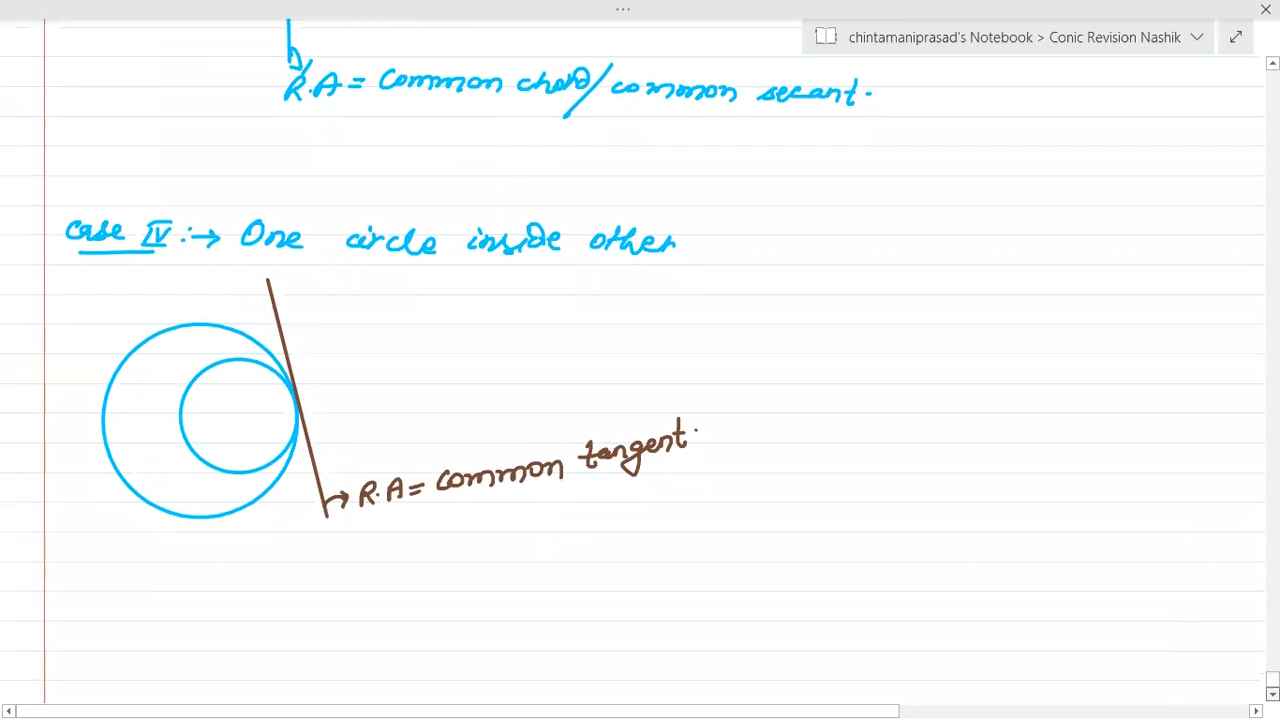 chintamaniprasad's Notebook > Conic Revision Nashik
R.A = Common chord/common secant.
Case IV :→ One circle inside other
→ R.A = common tangent.